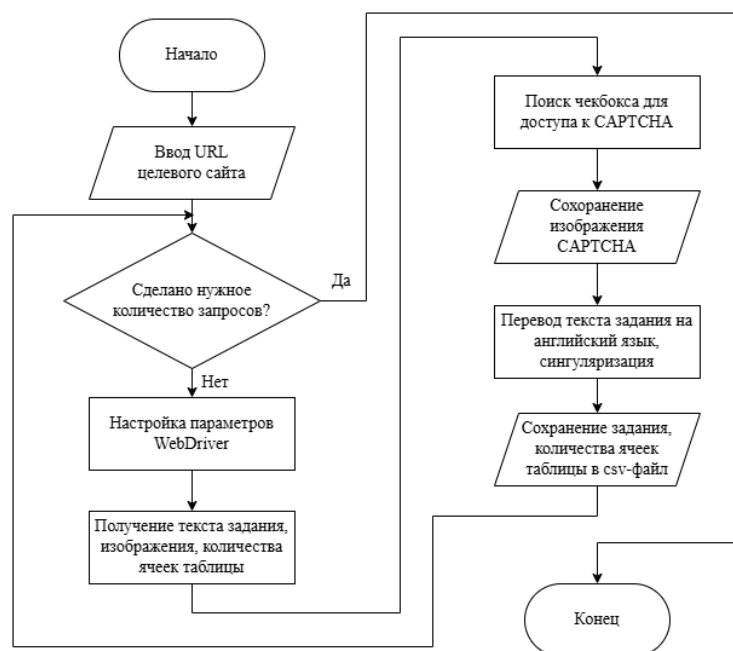 Начало
Ввод URL
целевого сайта
Сделано нужное
количество запросов?
Да
Нет
Настройка параметров
WebDriver
Получение текста задания,
изображения, количества
ячеек таблицы
Поиск чекбокса для
доступа к CAPTCHA
Сохоранение
изображения
CAPTCHA
Перевод текста задания на
английский язык,
сингуляризация
Сохранение задания,
количества ячеек
таблицы в csv-файл
Конец